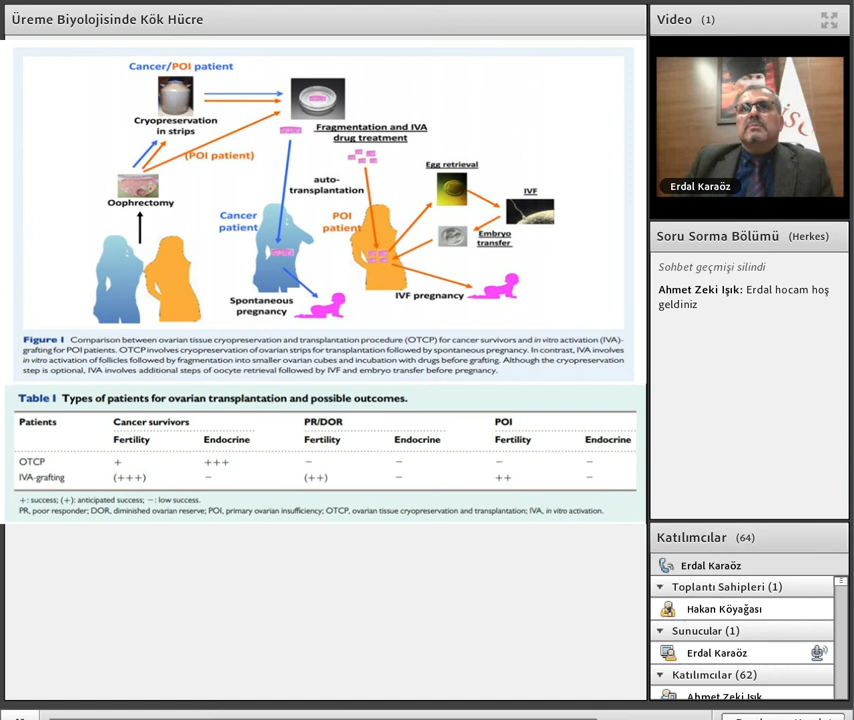 Üreme Biyolojisinde Kök Hücre
Cancer/POI patient
Cryopreservation
in strips
Fragmentation and IVA
drug treatment
(POI patient)
Oophrectomy
auto-
transplantation
Egg retrieval
IVF
Cancer
patient
POI
patient
Embryo
transfer
Spontaneous
pregnancy
IVF pregnancy
Figure 1 Comparison between ovarian tissue cryopreservation and transplantation procedure (OTCP) for cancer survivors and in vitro activation (IVA)-
grafting for POI patients. OTCP involves cryopreservation of ovarian strips for transplantation followed by spontaneous pregnancy. In contrast, IVA involves
in vitro activation of follicles followed by fragmentation into smaller ovarian cubes and incubation with drugs before grafting. Although the cryopreservation
step is optional, IVA involves additional steps of oocyte retrieval followed by IVF and embryo transfer before pregnancy.
Table I Types of patients for ovarian transplantation and possible outcomes.
Patients Cancer survivors PR/DOR POI
Fertility Endocrine Fertility Endocrine Fertility Endocrine
OTCP + +++ − − − −
IVA-grafting (+++) − (++) − ++ −
+: success; (+): anticipated success; −: low success.
PR, poor responder; DOR, diminished ovarian reserve; POI, primary ovarian insufficiency; OTCP, ovarian tissue cryopreservation and transplantation; IVA, in vitro activation.
Video (1)
Erdal Karaöz
Soru Sorma Bölümü (Herkes)
Sohbet geçmişi silindi
Ahmet Zeki Işık: Erdal hocam hoş
geldiniz
Katılımcılar (64)
Erdal Karaöz
Toplantı Sahipleri (1)
Hakan Köyağası
Sunucular (1)
Erdal Karaöz
Katılımcılar (62)
Ahmet Zeki Işık